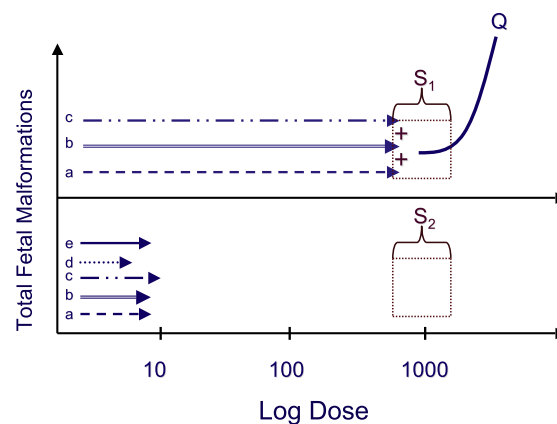 Q
S1
c
+
b
+
a
Total Fetal Malformations
S2
e
d
c
b
a
10 100 1000
Log Dose